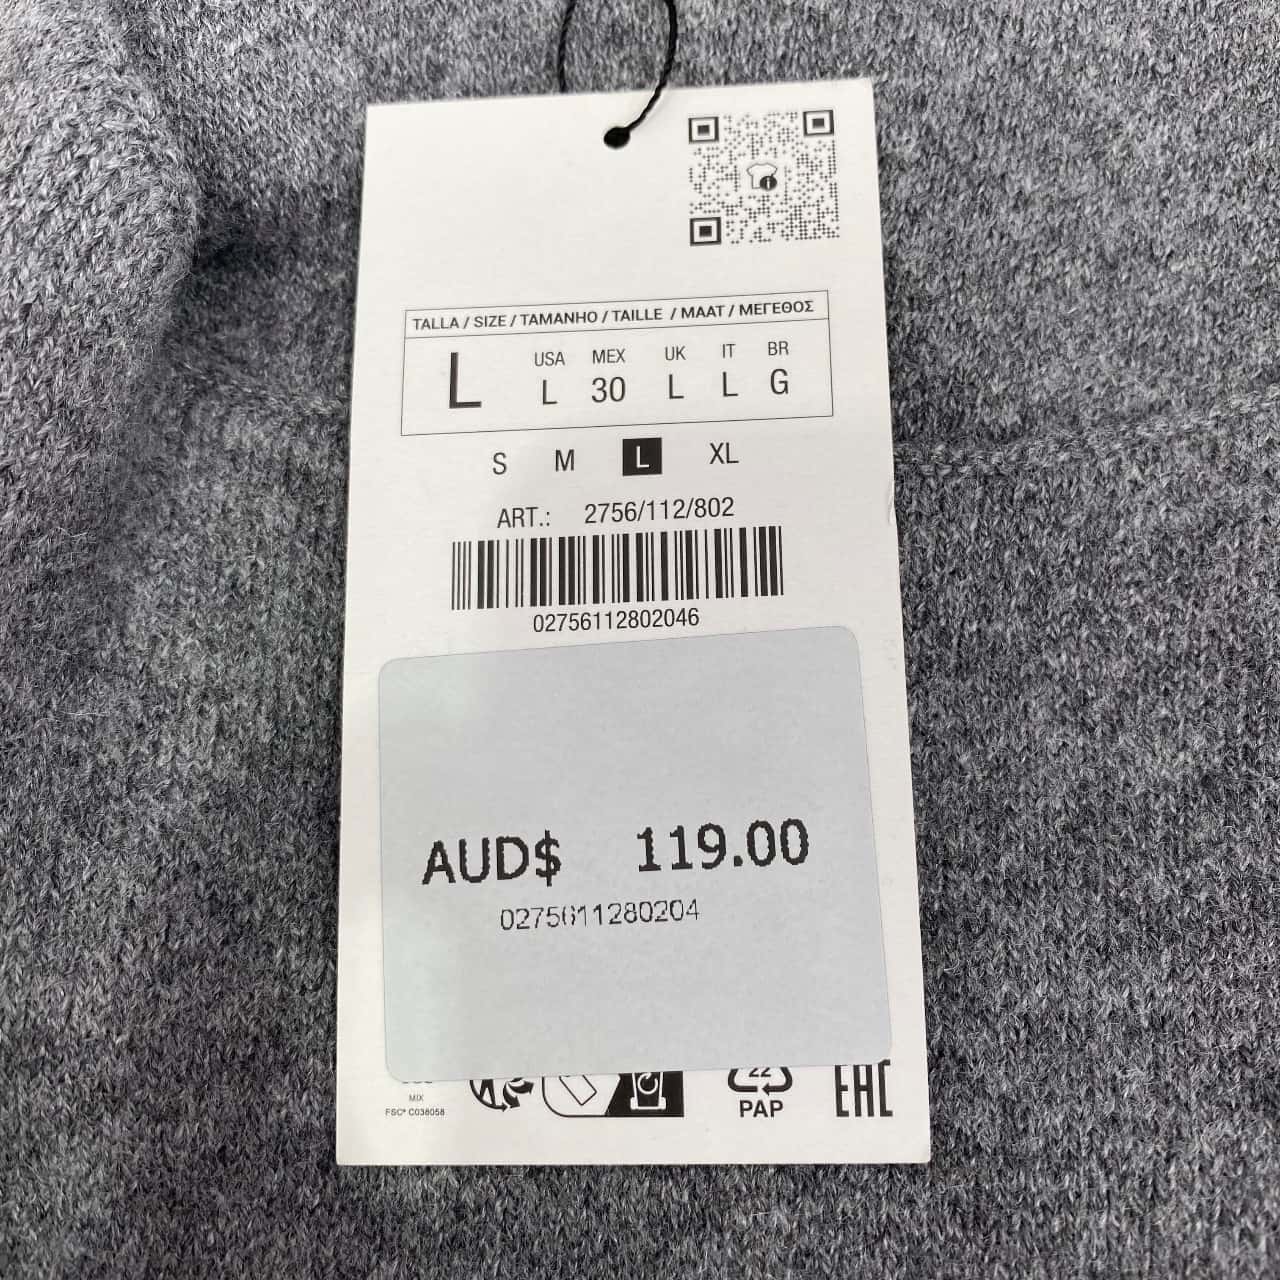 TALLA / SIZE / TAMANHO / TAILLE / MAAT / ΜΕΓΕΘΟΣ
USA MEX UK IT BR
L L 30 L L G
S M L XL
ART.: 2756/112/802
02756112802046
AUD$ 119.00
0275611280204
MIX
FSC® C038058
22
PAP
EAC